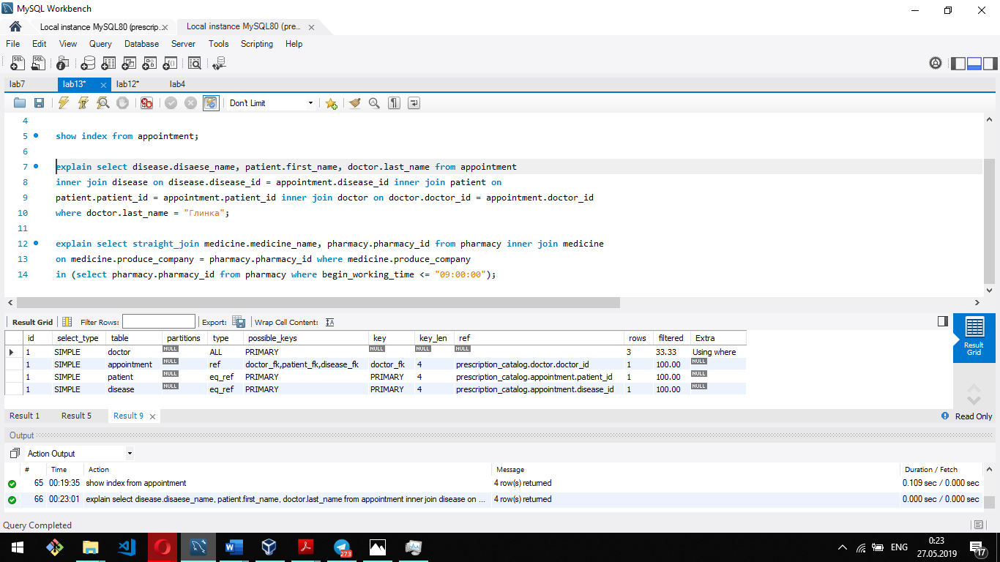 MySQL Workbench
Local instance MySQL80 (prescrip... Local instance MySQL80 (pre...
File Edit View Query Database Server Tools Scripting Help
lab7 lab13* lab12* lab4
Don't Limit
4
5 show index from appointment;
6
7 explain select disease.disaese_name, patient.first_name, doctor.last_name from appointment
8 inner join disease on disease.disease_id = appointment.disease_id inner join patient on
9 patient.patient_id = appointment.patient_id inner join doctor on doctor.doctor_id = appointment.doctor_id
10 where doctor.last_name = "Глинка";
11
12 explain select straight_join medicine.medicine_name, pharmacy.pharmacy_id from pharmacy inner join medicine
13 on medicine.produce_company = pharmacy.pharmacy_id where medicine.produce_company
14 in (select pharmacy.pharmacy_id from pharmacy where begin_working_time <= "09:00:00");
Result Grid Filter Rows: Export: Wrap Cell Content:
id select_type table partitions type possible_keys key key_len ref rows filtered Extra
1 SIMPLE doctor NULL ALL PRIMARY NULL NULL NULL 3 33.33 Using where
1 SIMPLE appointment NULL ref doctor_fk,patient_fk,disease_fk doctor_fk 4 prescription_catalog.doctor.doctor_id 1 100.00 NULL
1 SIMPLE patient NULL eq_ref PRIMARY PRIMARY 4 prescription_catalog.appointment.patient_id 1 100.00 NULL
1 SIMPLE disease NULL eq_ref PRIMARY PRIMARY 4 prescription_catalog.appointment.disease_id 1 100.00 NULL
Result Grid
Result 1 Result 5 Result 9 Read Only
Output
Action Output
# Time Action Message Duration / Fetch
65 00:19:35 show index from appointment 4 row(s) returned 0.109 sec / 0.000 sec
66 00:23:01 explain select disease.disaese_name, patient.first_name, doctor.last_name from appointment inner join disease on ... 4 row(s) returned 0.000 sec / 0.000 sec
Query Completed
273 ENG 0:23
27.05.2019 17